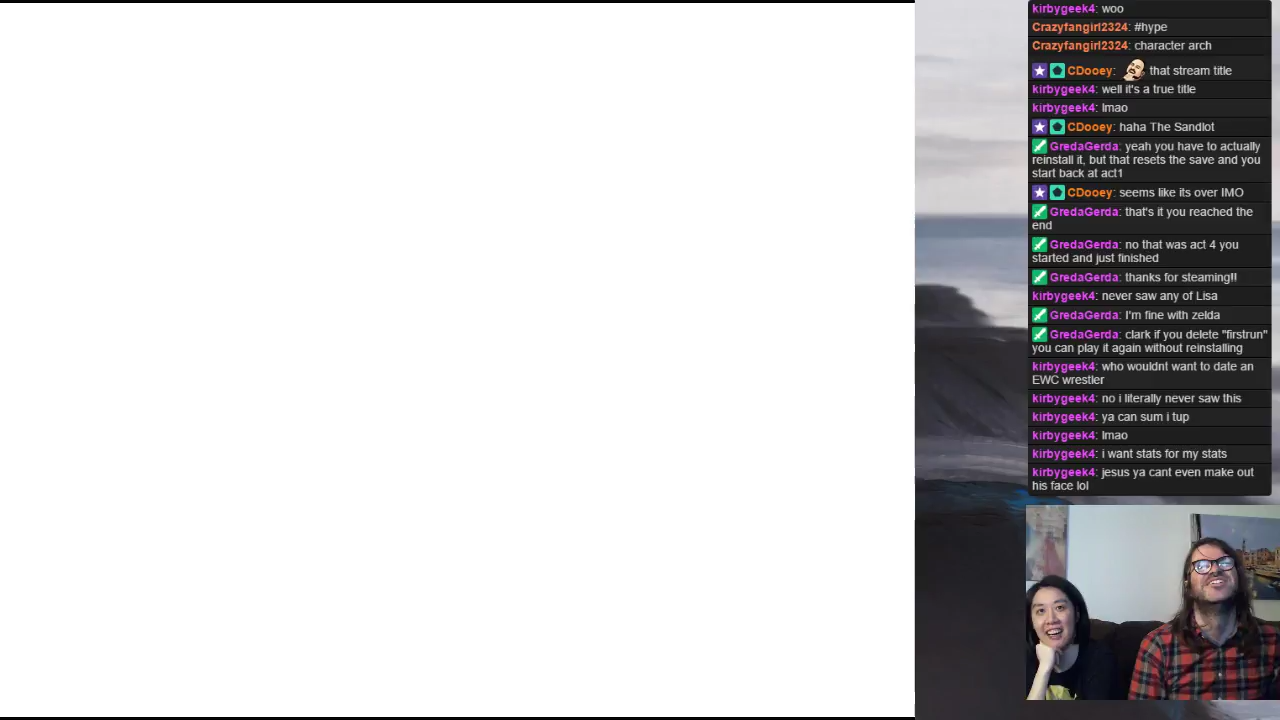 kirbygeek4: woo
Crazyfangirl2324: #hype
Crazyfangirl2324: character arch
CDooey: that stream title
kirbygeek4: well it's a true title
kirbygeek4: lmao
CDooey: haha The Sandlot
GredaGerda: yeah you have to actually
reinstall it, but that resets the save and you
start back at act1
CDooey: seems like its over IMO
GredaGerda: that's it you reached the
end
GredaGerda: no that was act 4 you
started and just finished
GredaGerda: thanks for steaming!!
kirbygeek4: never saw any of Lisa
GredaGerda: I'm fine with zelda
GredaGerda: clark if you delete "firstrun"
you can play it again without reinstalling
kirbygeek4: who wouldnt want to date an
EWC wrestler
kirbygeek4: no i literally never saw this
kirbygeek4: ya can sum i tup
kirbygeek4: lmao
kirbygeek4: i want stats for my stats
kirbygeek4: jesus ya cant even make out
his face lol